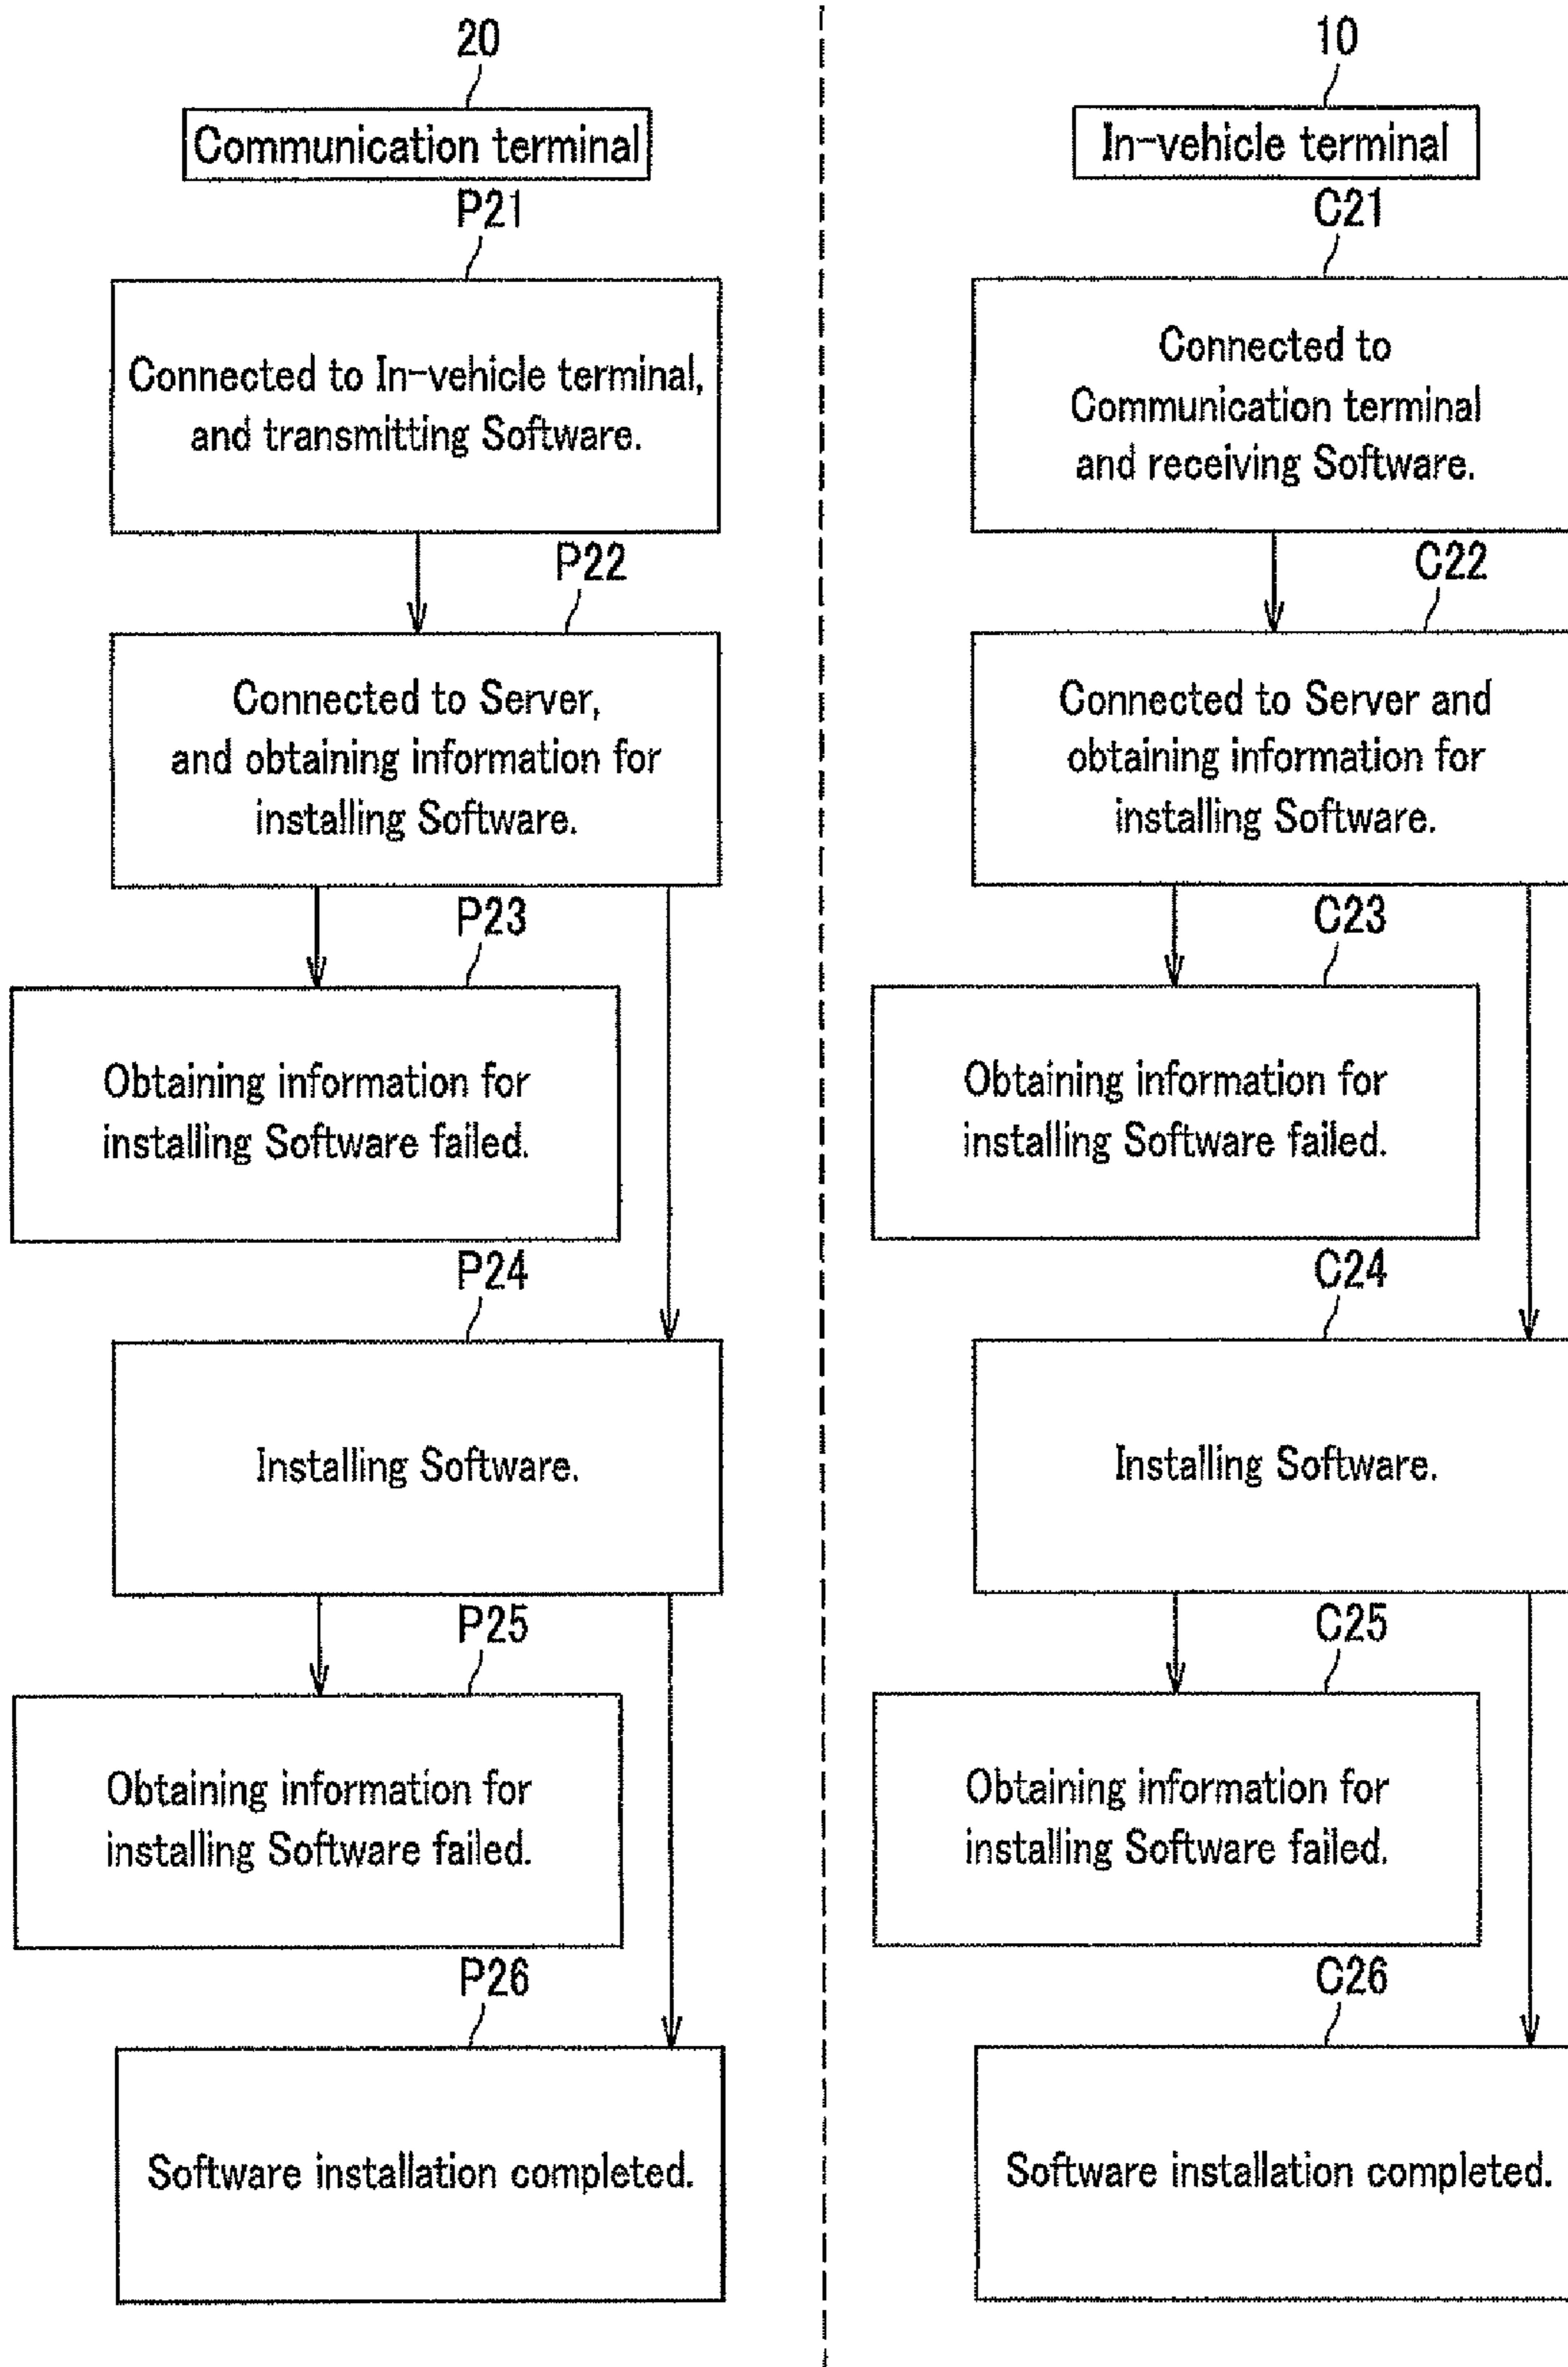 20
Communication terminal
P21
Connected to In-vehicle terminal,
and transmitting Software.
P22
Connected to Server,
and obtaining information for
installing Software.
P23
Obtaining information for
installing Software failed.
P24
Installing Software.
P25
Obtaining information for
installing Software failed.
P26
Software installation completed.
10
In-vehicle terminal
C21
Connected to
Communication terminal
and receiving Software.
C22
Connected to Server and
obtaining information for
installing Software.
C23
Obtaining information for
installing Software failed.
C24
Installing Software.
C25
Obtaining information for
installing Software failed.
C26
Software installation completed.